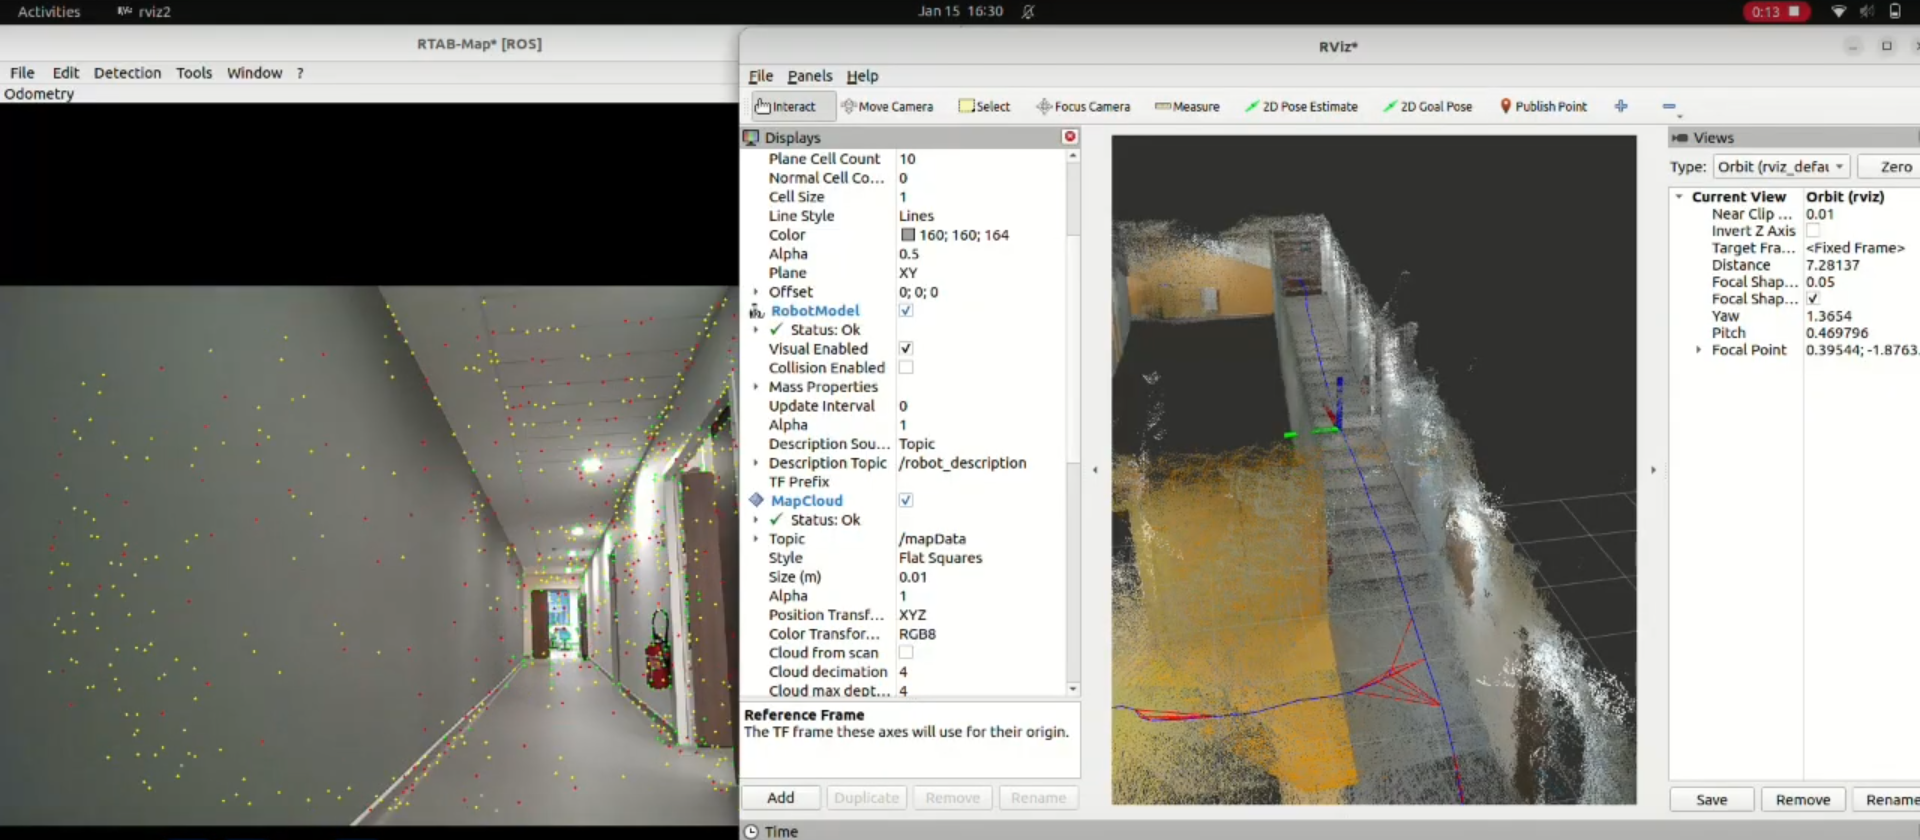 Activities
rviz2
Jan 15 16:30
0:13
RTAB-Map* [ROS]
File Edit Detection Tools Window ?
Odometry
RViz*
File Panels Help
Interact Move Camera Select Focus Camera Measure 2D Pose Estimate 2D Goal Pose Publish Point
Displays
Plane Cell Count 10
Normal Cell Co... 0
Cell Size 1
Line Style Lines
Color 160; 160; 164
Alpha 0.5
Plane XY
Offset 0; 0; 0
RobotModel
Status: Ok
Visual Enabled
Collision Enabled
Mass Properties
Update Interval 0
Alpha 1
Description Sou... Topic
Description Topic /robot_description
TF Prefix
MapCloud
Status: Ok
Topic /mapData
Style Flat Squares
Size (m) 0.01
Alpha 1
Position Transf... XYZ
Color Transfor... RGB8
Cloud from scan
Cloud decimation 4
Cloud max dept... 4
Reference Frame
The TF frame these axes will use for their origin.
Add Duplicate Remove Rename
Time
Views
Type: Orbit (rviz_defau Zero
Current View Orbit (rviz)
Near Clip ... 0.01
Invert Z Axis
Target Fra... <Fixed Frame>
Distance 7.28137
Focal Shap... 0.05
Focal Shap...
Yaw 1.3654
Pitch 0.469796
Focal Point 0.39544; -1.8763.
Save Remove Rename